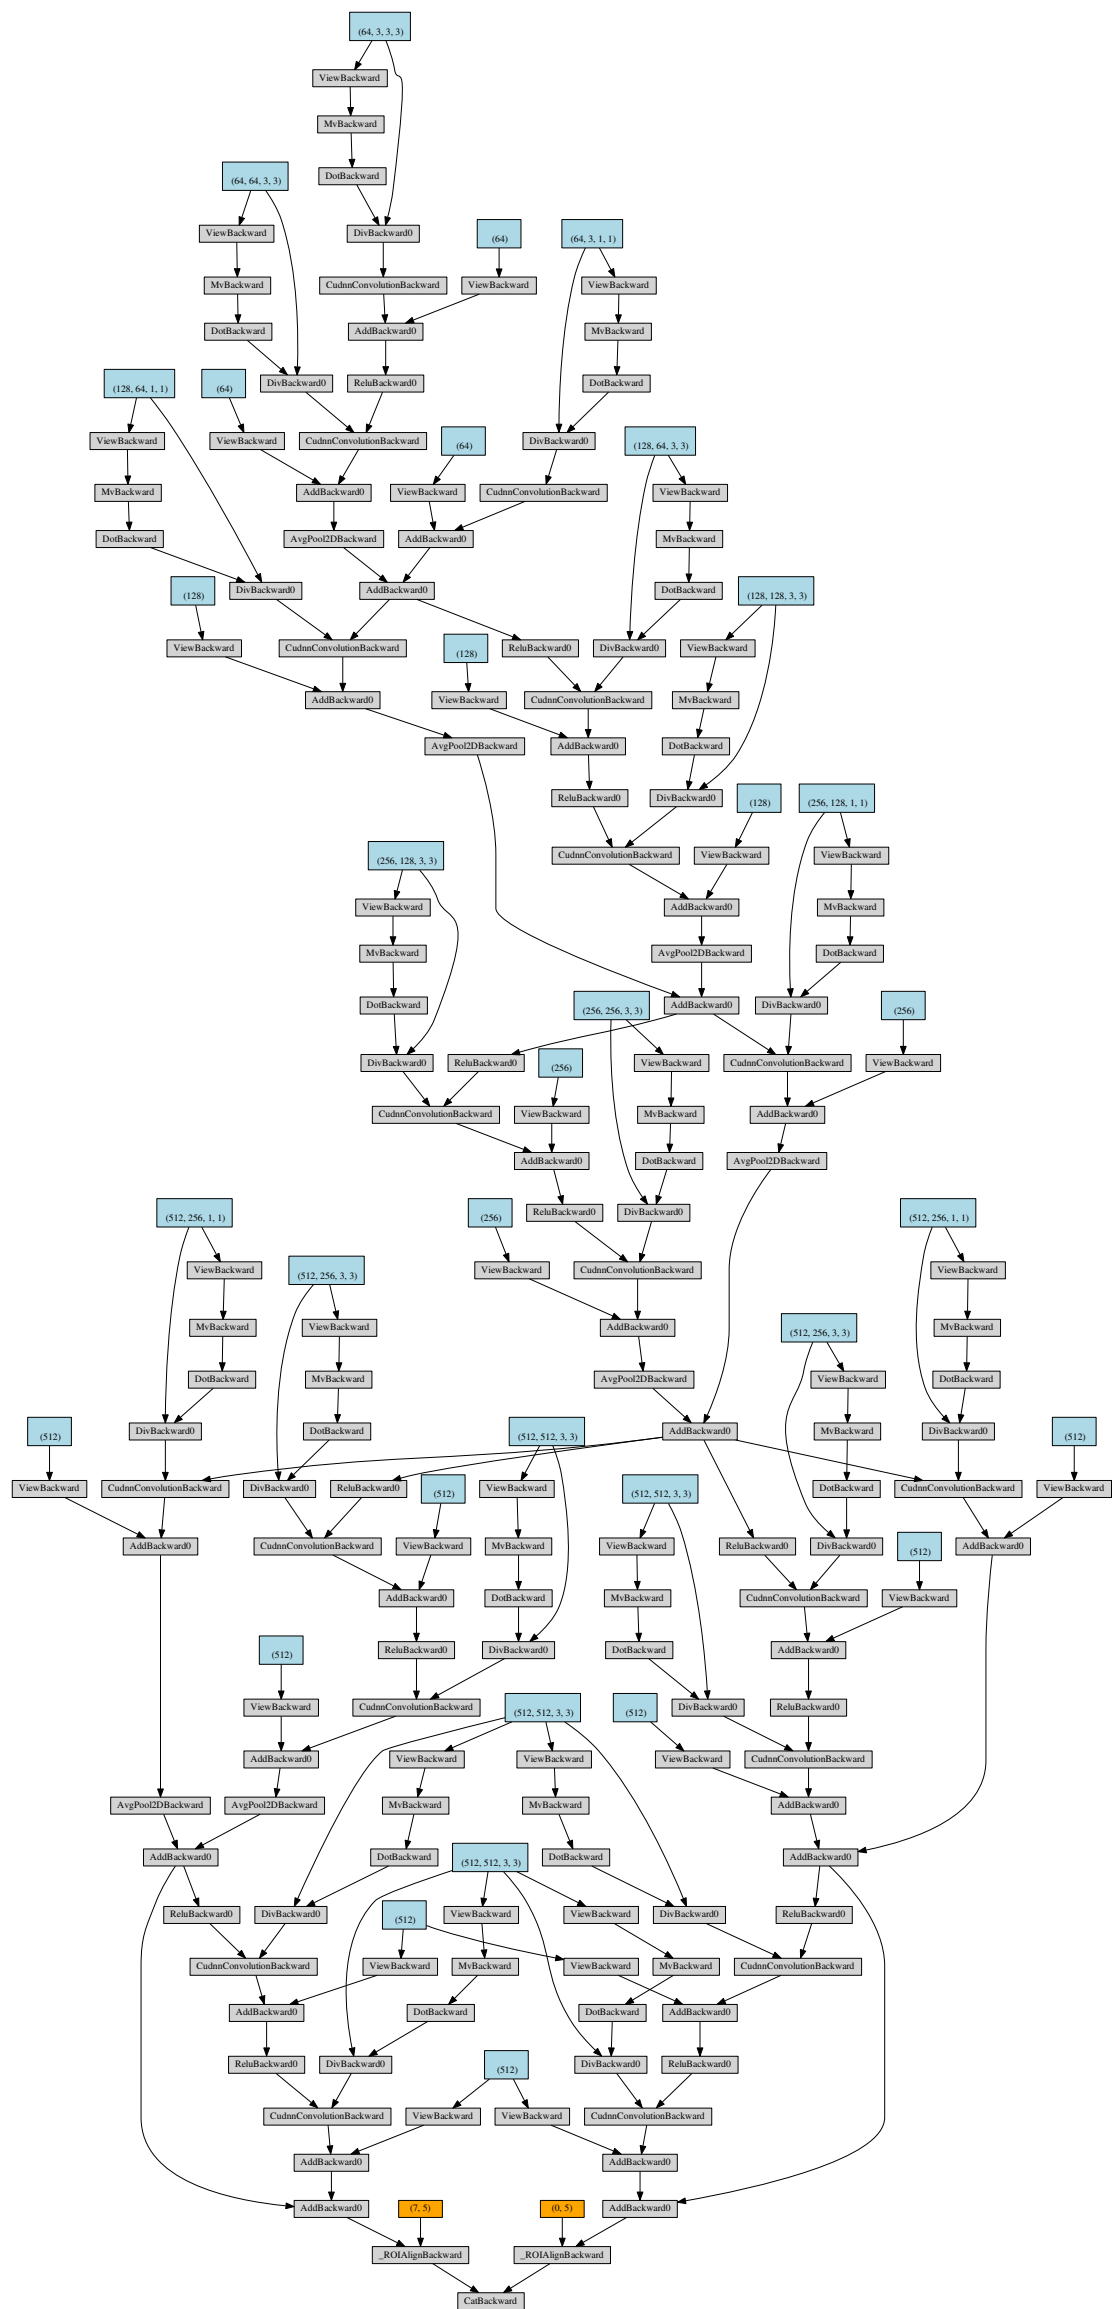 (64, 3, 3, 3)
ViewBackward
MvBackward
(64, 64, 3, 3) DotBackward
ViewBackward DivBackward0 (64) (64, 3, 1, 1)
MvBackward CudnnConvolutionBackward ViewBackward ViewBackward
DotBackward AddBackward0 MvBackward
(128, 64, 1, 1) (64) DivBackward0 ReluBackward0 DotBackward
ViewBackward ViewBackward CudnnConvolutionBackward (64) DivBackward0 (128, 64, 3, 3)
MvBackward AddBackward0 ViewBackward CudnnConvolutionBackward ViewBackward
DotBackward AvgPool2DBackward AddBackward0 MvBackward
(128) DivBackward0 AddBackward0 DotBackward (128, 128, 3, 3)
ViewBackward CudnnConvolutionBackward (128) ReluBackward0 DivBackward0 ViewBackward
AddBackward0 ViewBackward CudnnConvolutionBackward MvBackward
AvgPool2DBackward AddBackward0 DotBackward
ReluBackward0 DivBackward0 (128) (256, 128, 1, 1)
(256, 128, 3, 3) CudnnConvolutionBackward ViewBackward ViewBackward
ViewBackward AddBackward0 MvBackward
MvBackward AvgPool2DBackward DotBackward
DotBackward (256, 256, 3, 3) AddBackward0 DivBackward0 (256)
DivBackward0 ReluBackward0 (256) ViewBackward CudnnConvolutionBackward ViewBackward
CudnnConvolutionBackward ViewBackward MvBackward AddBackward0
AddBackward0 DotBackward AvgPool2DBackward
(512, 256, 1, 1) (256) ReluBackward0 DivBackward0 (512, 256, 1, 1)
ViewBackward (512, 256, 3, 3) ViewBackward CudnnConvolutionBackward ViewBackward
MvBackward ViewBackward AddBackward0 (512, 256, 3, 3) MvBackward
DotBackward MvBackward AvgPool2DBackward ViewBackward DotBackward
(512) DivBackward0 DotBackward (512, 512, 3, 3) AddBackward0 MvBackward DivBackward0 (512)
ViewBackward CudnnConvolutionBackward DivBackward0 ReluBackward0 (512) ViewBackward (512, 512, 3, 3) DotBackward CudnnConvolutionBackward ViewBackward
AddBackward0 CudnnConvolutionBackward ViewBackward MvBackward ViewBackward ReluBackward0 DivBackward0 (512) AddBackward0
AddBackward0 DotBackward MvBackward CudnnConvolutionBackward ViewBackward
(512) ReluBackward0 DivBackward0 DotBackward AddBackward0
ViewBackward CudnnConvolutionBackward (512, 512, 3, 3) (512) DivBackward0 ReluBackward0
AddBackward0 ViewBackward ViewBackward ViewBackward CudnnConvolutionBackward
AvgPool2DBackward AvgPool2DBackward MvBackward MvBackward AddBackward0
AddBackward0 DotBackward (512, 512, 3, 3) DotBackward AddBackward0
ReluBackward0 DivBackward0 (512) ViewBackward ViewBackward DivBackward0 ReluBackward0
CudnnConvolutionBackward ViewBackward MvBackward ViewBackward MvBackward CudnnConvolutionBackward
AddBackward0 DotBackward DotBackward AddBackward0
ReluBackward0 DivBackward0 (512) DivBackward0 ReluBackward0
CudnnConvolutionBackward ViewBackward ViewBackward CudnnConvolutionBackward
AddBackward0 AddBackward0
AddBackward0 (7, 5) (0, 5) AddBackward0
_ROIAlignBackward _ROIAlignBackward
CatBackward